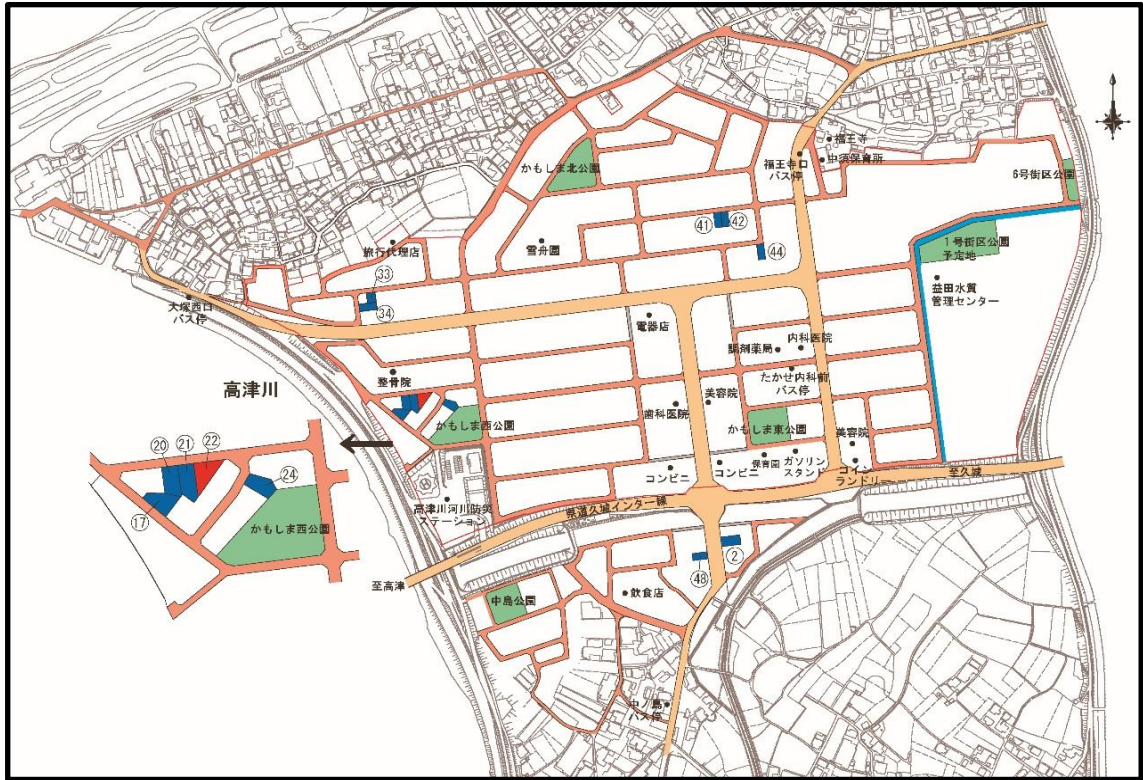 福王寺
中須保育所
福王寺口
バス停
かもしま北公園
6号街区公園
41
42
44
雪舟園
旅行代理店
1号街区公園
予定地
益田水質
管理センター
33
34
大塚西口
バス停
電器店
調剤薬局
内科医院
たかせ内科前
バス停
整骨院
高津川
美容院
歯科医院
かもしま東公園
かもしま西公園
美容院
20
21
22
24
17
かもしま西公園
コンビニ
コンビニ
保育園
ガソリン
スタンド
コイン
ランドリー
至久城
高津川河川防災
ステーション
県道久城インター線
至高津
48
2
中島公園
飲食店
中ノ島
バス停